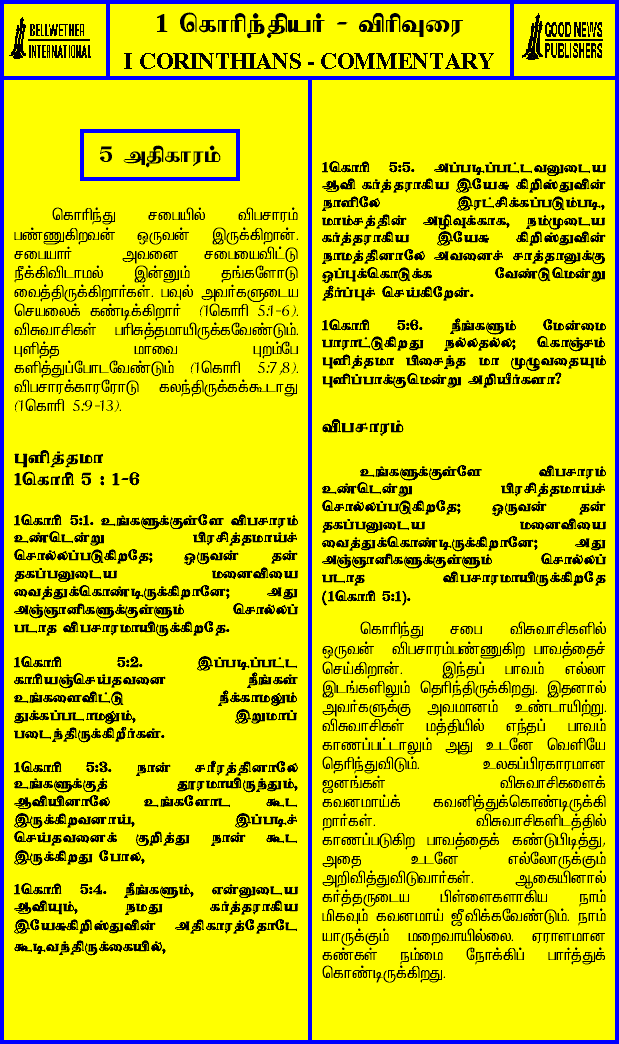 BELLWETHER
INTERNATIONAL
1 கொரிந்தியர் - விரிவுரை
I CORINTHIANS - COMMENTARY
GOOD NEWS
PUBLISHERS
5 அதிகாரம்
கொரிந்து சபையில் விபசாரம்
பண்ணுகிறவன் ஒருவன் இருக்கிறான்.
சபையார் அவனை சபையைவிட்டு
நீக்கிவிடாமல் இன்னும் தங்களோடு
வைத்திருக்கிறார்கள். பவுல் அவர்களுடைய
செயலைக் கண்டிக்கிறார் (1கொரி 5:1-6).
விசுவாசிகள் பரிசுத்தமாயிருக்கவேண்டும்.
புளித்த மாவை புறம்பே
களித்துப்போடவேண்டும் (1கொரி 5:7,8).
விபசாரக்காரரோடு கலந்திருக்கக்கூடாது
(1கொரி 5:9-13).
புளித்தமா
1கொரி 5 : 1-6
1கொரி 5:1. உங்களுக்குள்ளே விபசாரம்
உண்டென்று பிரசித்தமாய்ச்
சொல்லப்படுகிறதே; ஒருவன் தன்
தகப்பனுடைய மனைவியை
வைத்துக்கொண்டிருக்கிறானே; அது
அஞ்ஞானிகளுக்குள்ளும் சொல்லப்
படாத விபசாரமாயிருக்கிறதே.
1கொரி 5:2. இப்படிப்பட்ட
காரியஞ்செய்தவனை நீங்கள்
உங்களைவிட்டு நீக்காமலும்
துக்கப்படாமலும், இறுமாப்
படைந்திருக்கிறீர்கள்.
1கொரி 5:3. நான் சரீரத்தினாலே
உங்களுக்குத் தூரமாயிருந்தும்,
ஆவியினாலே உங்களோட கூட
இருக்கிறவனாய், இப்படிச்
செய்தவனைக் குறித்து நான் கூட
இருக்கிறது போல,
1கொரி 5:4. நீங்களும், என்னுடைய
ஆவியும், நமது கர்த்தராகிய
இயேசுகிறிஸ்துவின் அதிகாரத்தோடே
கூடிவந்திருக்கையில்,
1கொரி 5:5. அப்படிப்பட்டவனுடைய
ஆவி கர்த்தராகிய இயேசு கிறிஸ்துவின்
நாளிலே இரட்சிக்கப்படும்படி,
மாம்சத்தின் அழிவுக்காக, நம்முடைய
கர்த்தராகிய இயேசு கிறிஸ்துவின்
நாமத்தினாலே அவனைச் சாத்தானுக்கு
ஒப்புக்கொடுக்க வேண்டுமென்று
தீர்ப்புச் செய்கிறேன்.
1கொரி 5:6. நீங்களும் மேன்மை
பாராட்டுகிறது நல்லதல்ல; கொஞ்சம்
புளித்தமா பிசைந்த மா முழுவதையும்
புளிப்பாக்குமென்று அறியீர்களா?
விபசாரம்
உங்களுக்குள்ளே விபசாரம்
உண்டென்று பிரசித்தமாய்ச்
சொல்லப்படுகிறதே; ஒருவன் தன்
தகப்பனுடைய மனைவியை
வைத்துக்கொண்டிருக்கிறானே; அது
அஞ்ஞானிகளுக்குள்ளும் சொல்லப்
படாத விபசாரமாயிருக்கிறதே
(1கொரி 5:1).
கொரிந்து சபை விசுவாசிகளில்
ஒருவன் விபசாரம்பண்ணுகிற பாவத்தைச்
செய்கிறான். இந்தப் பாவம் எல்லா
இடங்களிலும் தெரிந்திருக்கிறது. இதனால்
அவர்களுக்கு அவமானம் உண்டாயிற்று.
விசுவாசிகள் மத்தியில் எந்தப் பாவம்
காணப்பட்டாலும் அது உடனே வெளியே
தெரிந்துவிடும். உலகப்பிரகாரமான
ஜனங்கள் விசுவாசிகளைக்
கவனமாய்க் கவனித்துக்கொண்டிருக்கி
றார்கள். விசுவாசிகளிடத்தில்
காணப்படுகிற பாவத்தைக் கண்டுபிடித்து,
அதை உடனே எல்லோருக்கும்
அறிவித்துவிடுவார்கள். ஆகையினால்
கர்த்தருடைய பிள்ளைகளாகிய நாம்
மிகவும் கவனமாய் ஜீவிக்கவேண்டும். நாம்
யாருக்கும் மறைவாயில்லை. ஏராளமான
கண்கள் நம்மை நோக்கிப் பார்த்துக்
கொண்டிருக்கிறது.